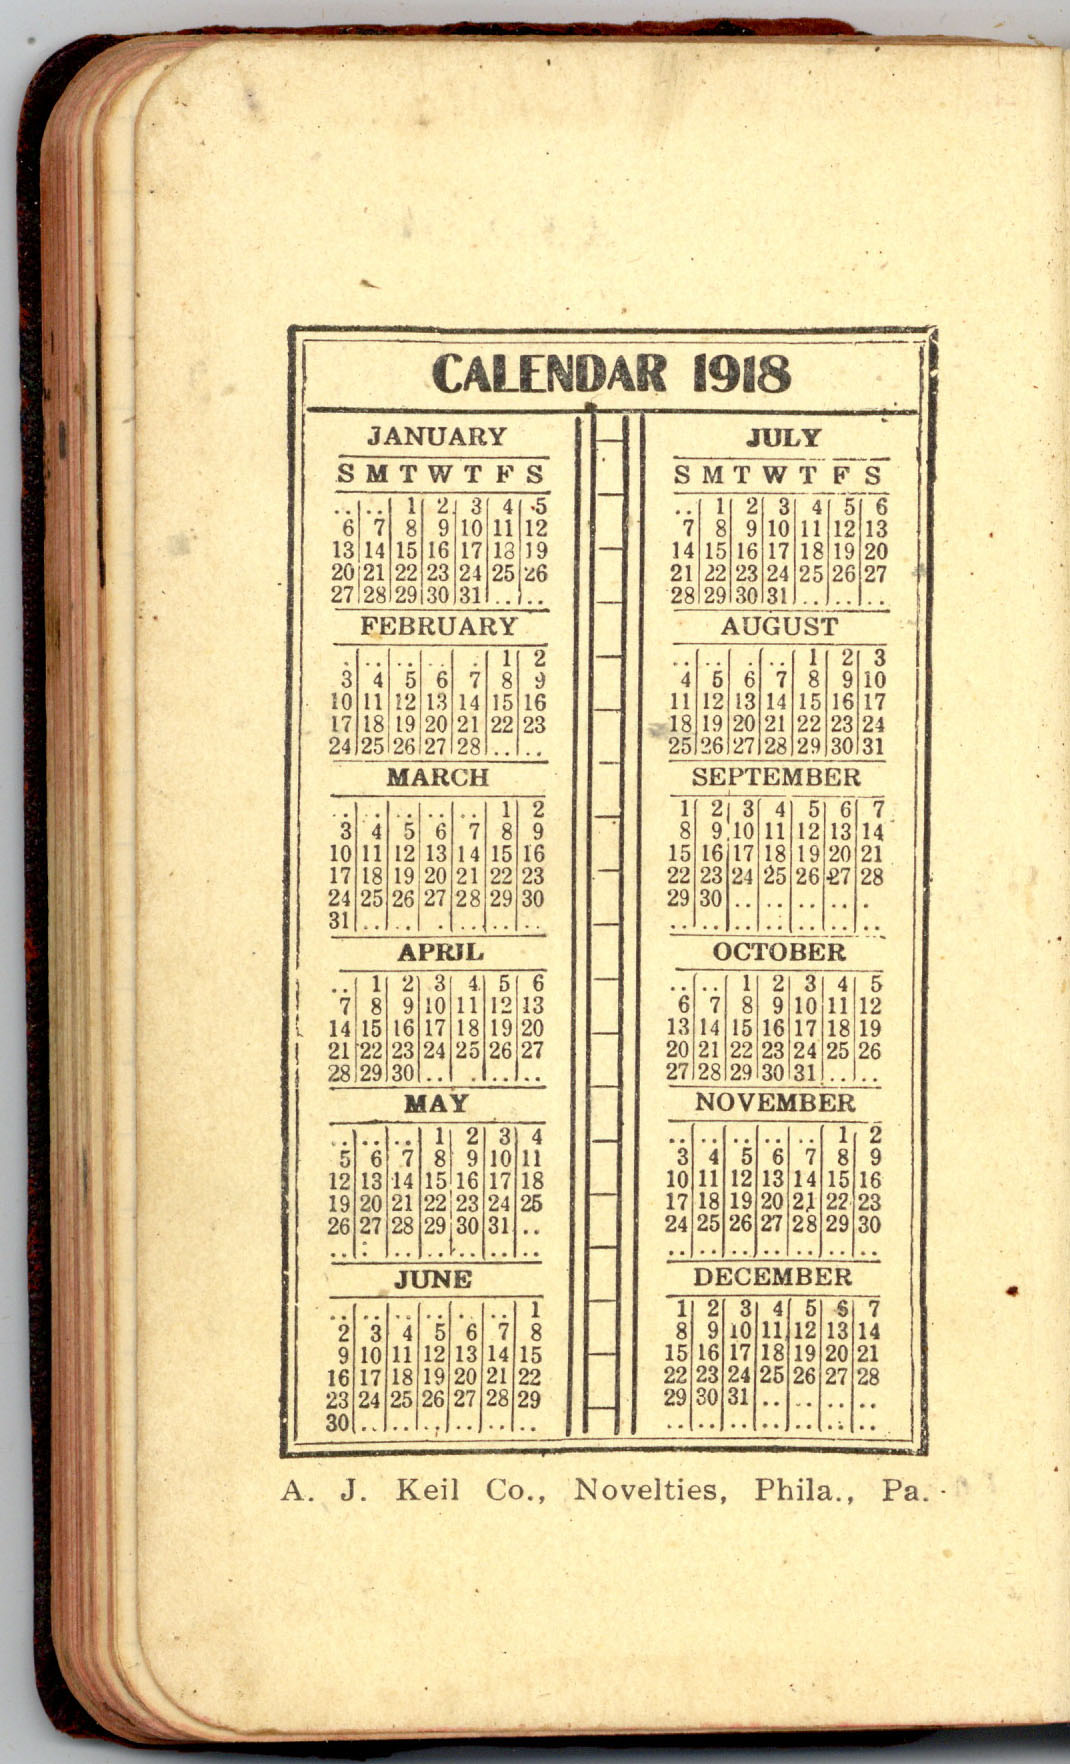 CALENDAR 1918
JANUARY
S M T W T F S
.. .. 1 2 3 4 5
6 7 8 9 10 11 12
13 14 15 16 17 18 19
20 21 22 23 24 25 26
27 28 29 30 31 .. ..
FEBRUARY
. .. .. .. . 1 2
3 4 5 6 7 8 9
10 11 12 13 14 15 16
17 18 19 20 21 22 23
24 25 26 27 28 .. ..
MARCH
.. .. .. .. .. 1 2
3 4 5 6 7 8 9
10 11 12 13 14 15 16
17 18 19 20 21 22 23
24 25 26 27 28 29 30
31 .. .. . .. .. ..
APRIL
.. 1 2 3 4 5 6
7 8 9 10 11 12 13
14 15 16 17 18 19 20
21 22 23 24 25 26 27
28 29 30 .. . .. ..
MAY
.. .. .. 1 2 3 4
5 6 7 8 9 10 11
12 13 14 15 16 17 18
19 20 21 22 23 24 25
26 27 28 29 30 31 ..
.. : .. .. .. .. ..
JUNE
.. .. .. .. .. .. 1
2 3 4 5 6 7 8
9 10 11 12 13 14 15
16 17 18 19 20 21 22
23 24 25 26 27 28 29
30 .. .. .. .. .. ..
JULY
S M T W T F S
.. 1 2 3 4 5 6
7 8 9 10 11 12 13
14 15 16 17 18 19 20
21 22 23 24 25 26 27
28 29 30 31 .. .. ..
AUGUST
.. .. . .. 1 2 3
4 5 6 7 8 9 10
11 12 13 14 15 16 17
18 19 20 21 22 23 24
25 26 27 28 29 30 31
SEPTEMBER
1 2 3 4 5 6 7
8 9 10 11 12 13 14
15 16 17 18 19 20 21
22 23 24 25 26 27 28
29 30 .. .. .. .. .
.. .. .. .. .. .. ..
OCTOBER
.. .. 1 2 3 4 5
6 7 8 9 10 11 12
13 14 15 16 17 18 19
20 21 22 23 24 25 26
27 28 29 30 31 .. ..
NOVEMBER
.. .. .. .. .. 1 2
3 4 5 6 7 8 9
10 11 12 13 14 15 16
17 18 19 20 21 22 23
24 25 26 27 28 29 30
.. .. .. .. .. .. ..
DECEMBER
1 2 3 4 5 6 7
8 9 10 11 12 13 14
15 16 17 18 19 20 21
22 23 24 25 26 27 28
29 30 31 .. .. .. ..
.. .. .. .. .. .. ..
A. J. Keil Co., Novelties, Phila., Pa.